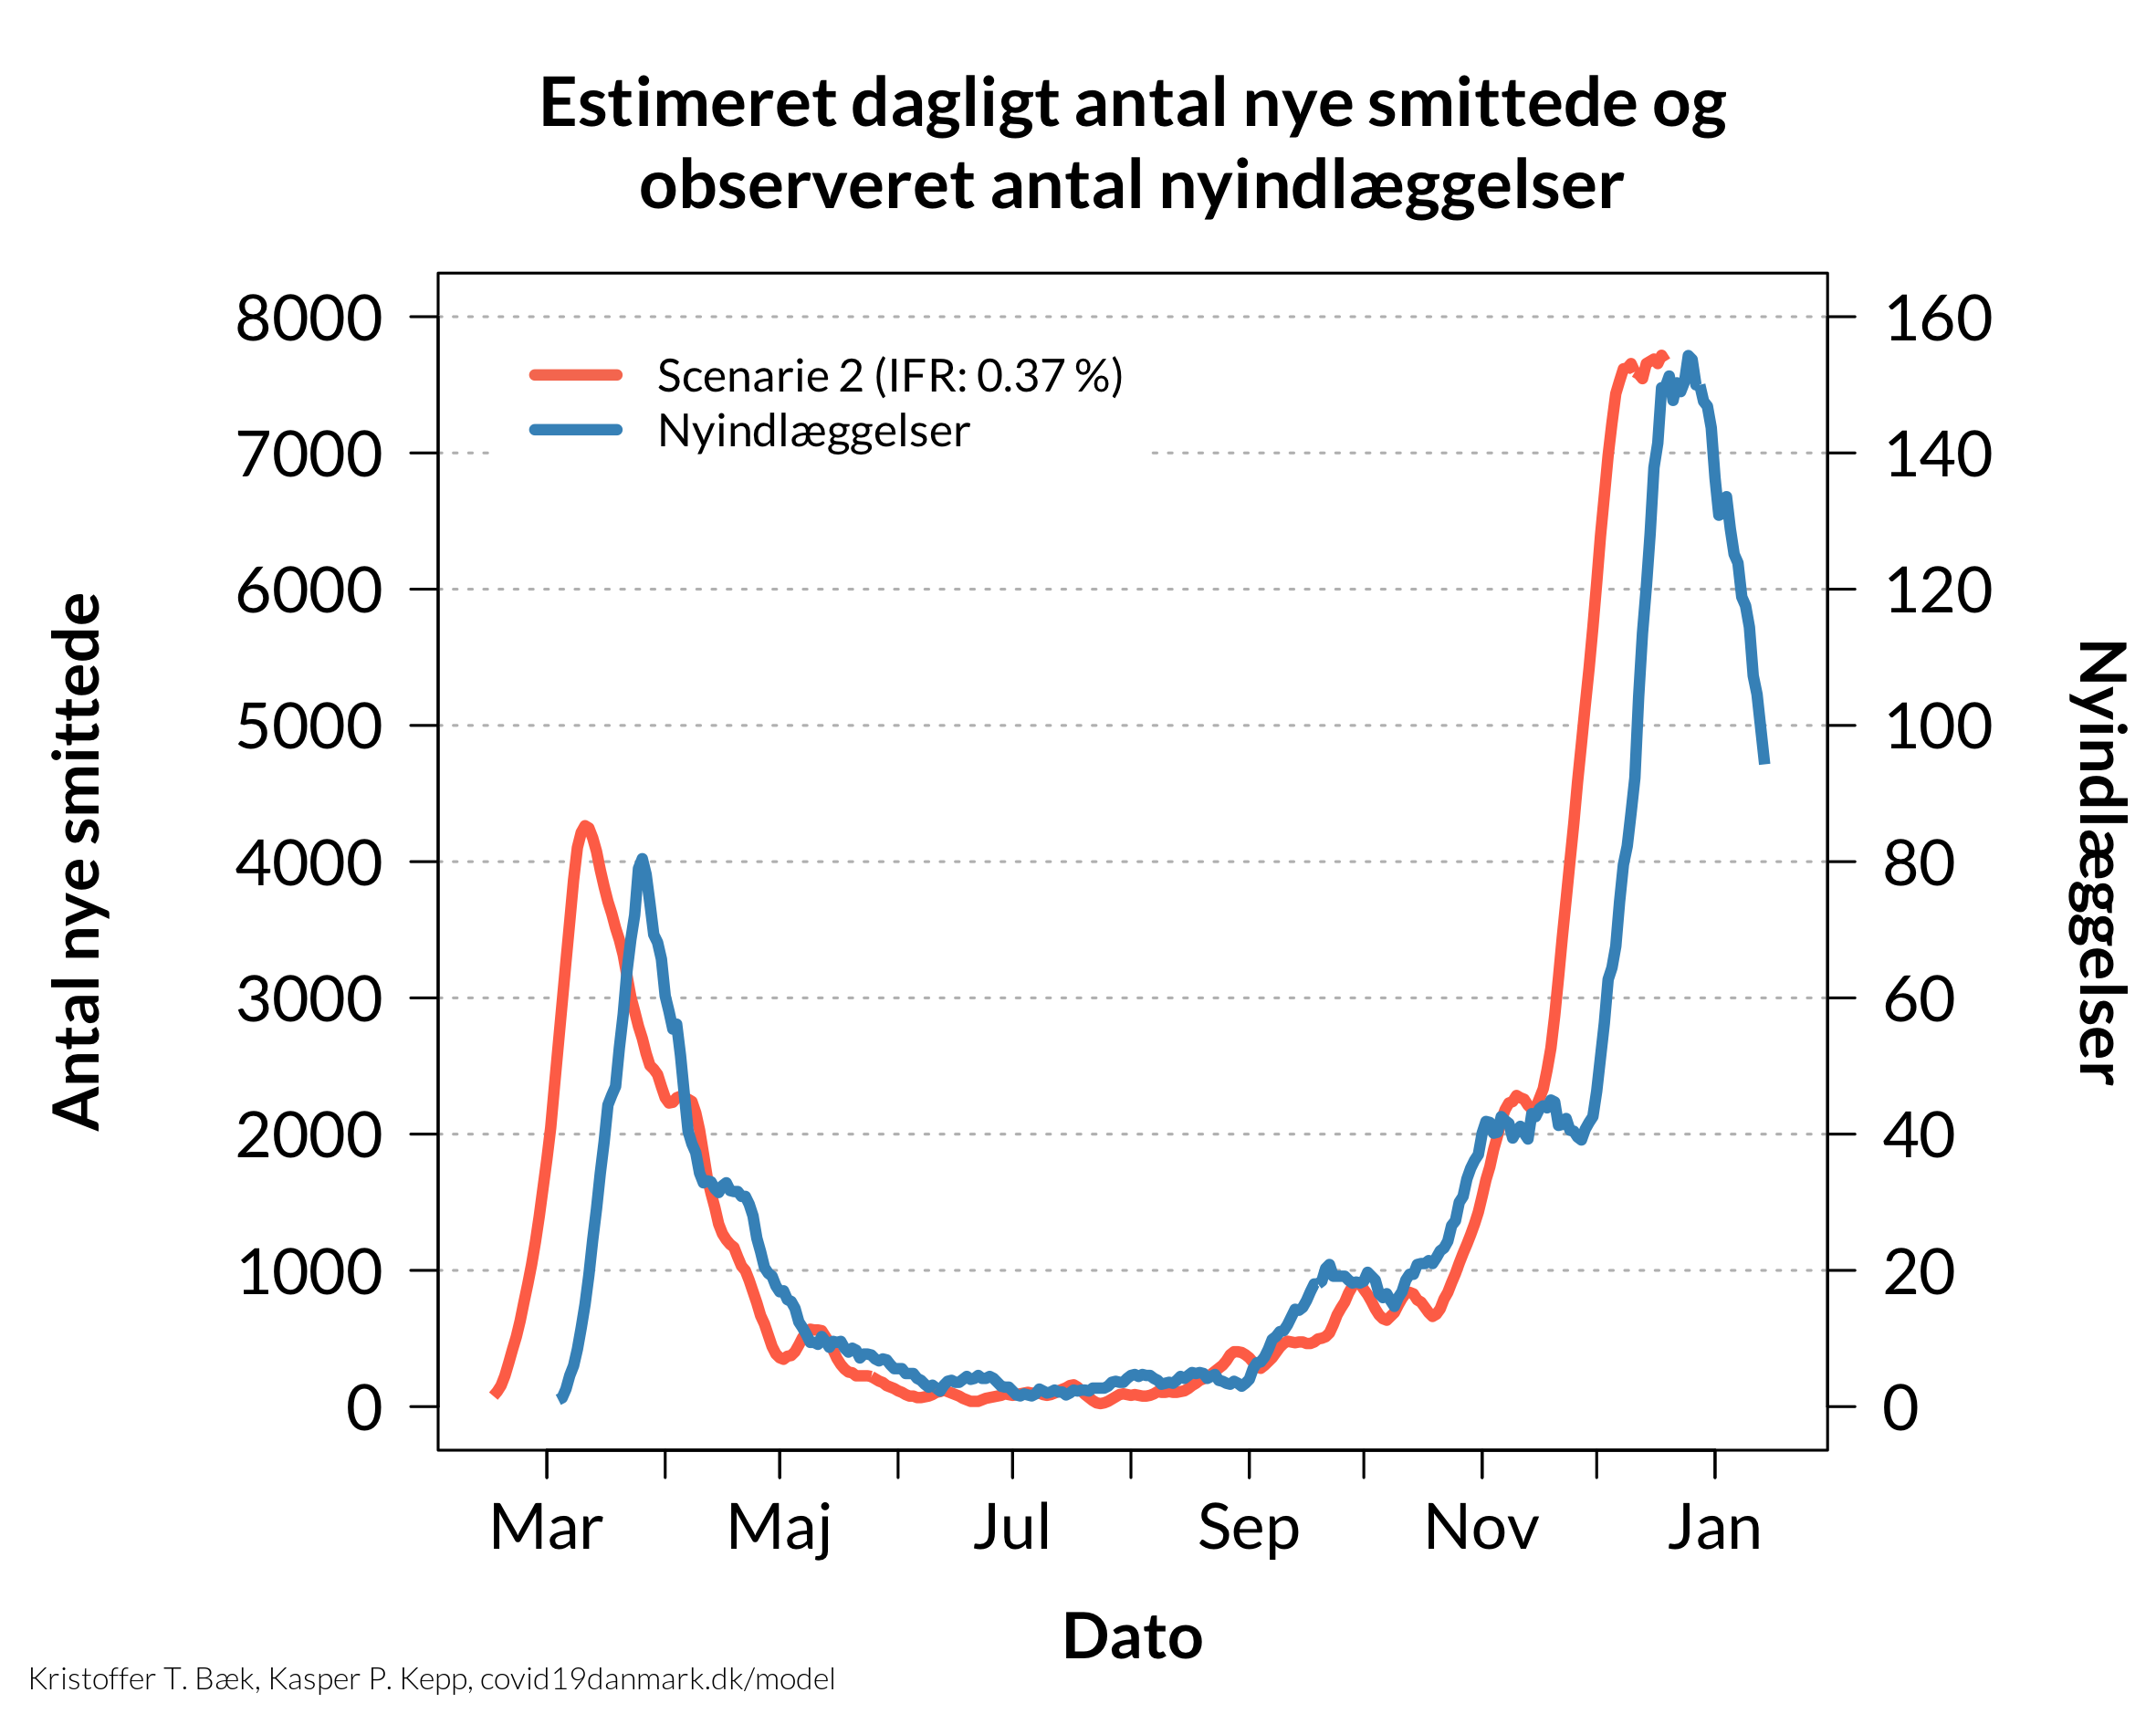 Estimeret dagligt antal nye smittede og
observeret antal nyindlæggelser
Scenarie 2 (IFR: 0.37 %)
Nyindlæggelser
Antal nye smittede
8000
7000
6000
5000
4000
3000
2000
1000
0
160
140
120
100
80
60
40
20
0
Nyindlæggelser
Mar Maj Jul Sep Nov Jan
Dato
Kristoffer T. Bæk, Kasper P. Kepp, covid19danmark.dk/model